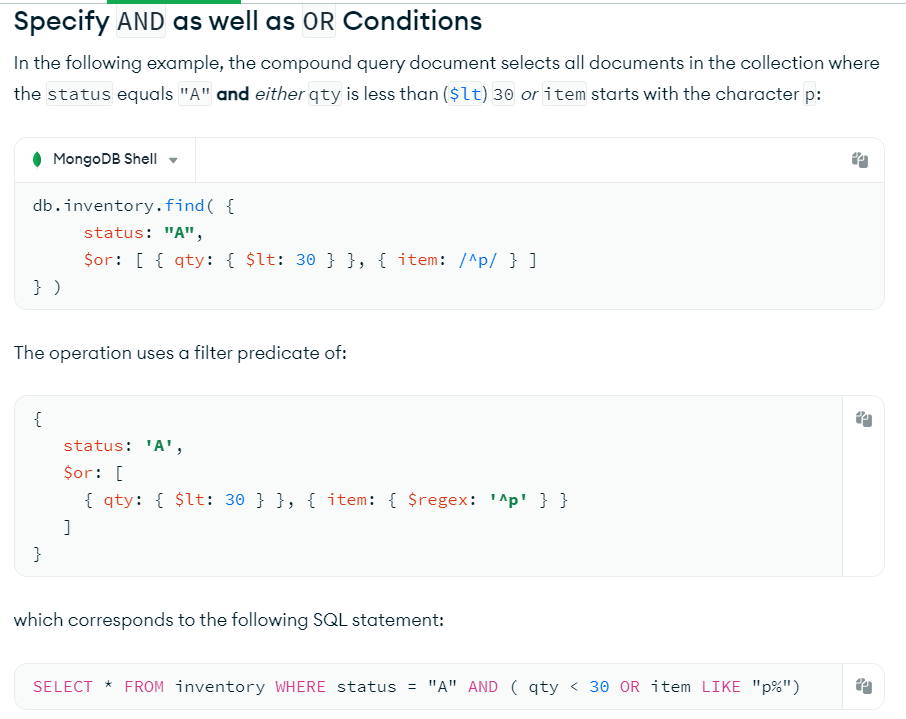 Specify AND as well as OR Conditions
In the following example, the compound query document selects all documents in the collection where
the status equals "A" and either qty is less than ($lt) 30 or item starts with the character p:
MongoDB Shell
db.inventory.find( {
     status: "A",
     $or: [ { qty: { $lt: 30 } }, { item: /^p/ } ]
} )
The operation uses a filter predicate of:
{
   status: 'A',
   $or: [
     { qty: { $lt: 30 } }, { item: { $regex: '^p' } }
   ]
}
which corresponds to the following SQL statement:
SELECT * FROM inventory WHERE status = "A" AND ( qty < 30 OR item LIKE "p%")